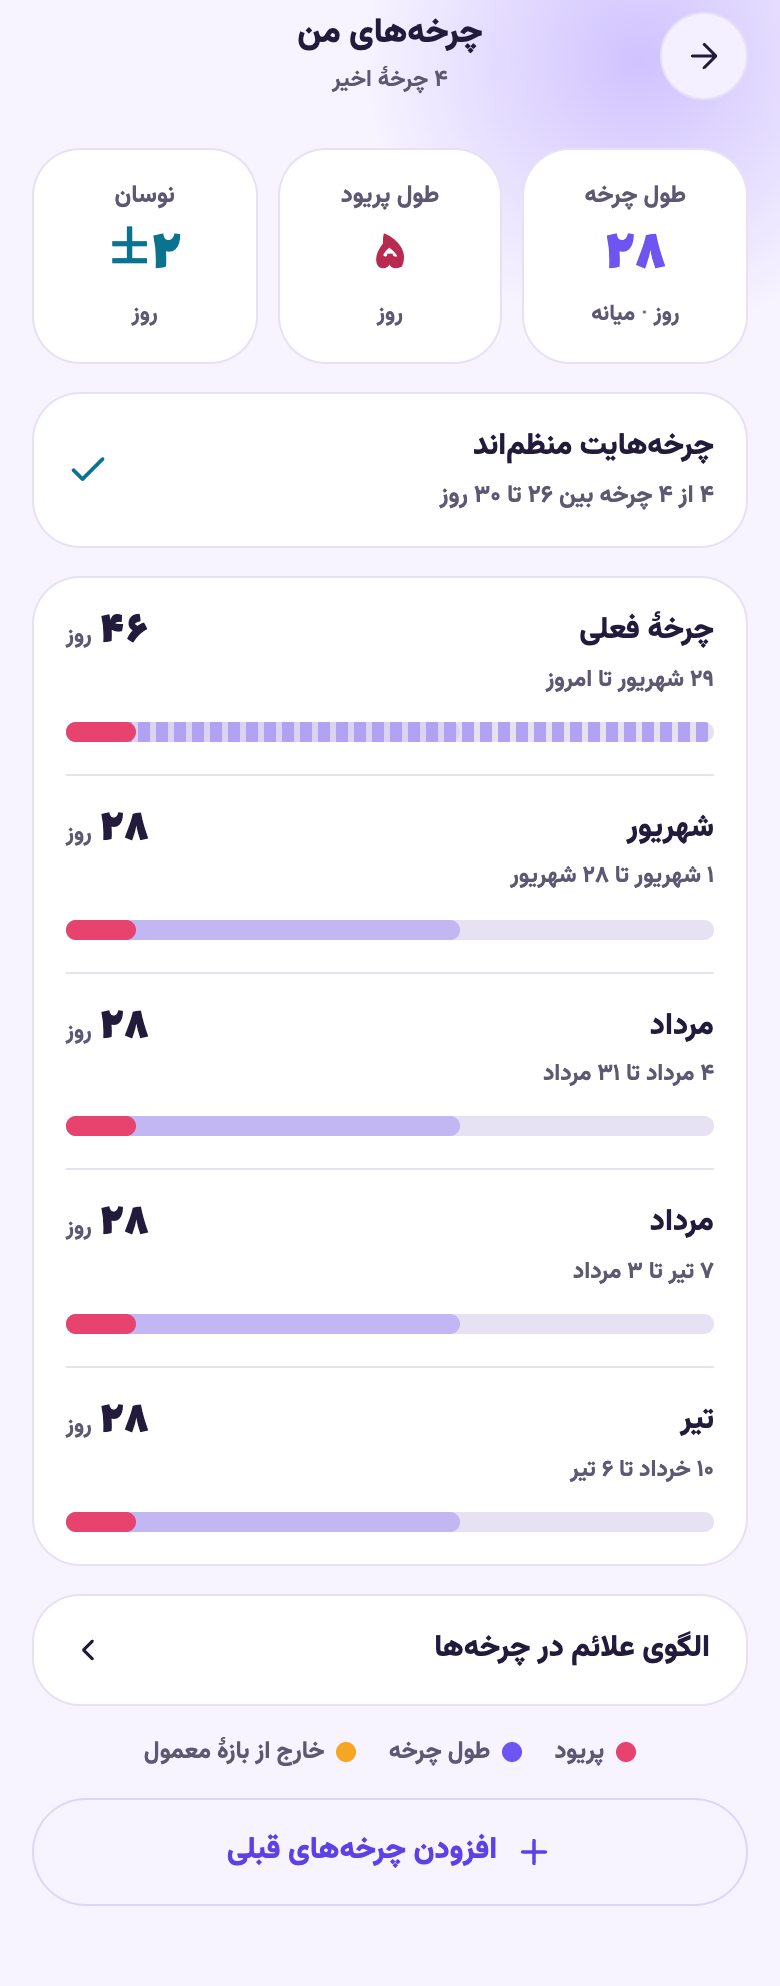 چرخه‌های من
۴ چرخهٔ اخیر
طول چرخه
۲۸
روز · میانه
طول پریود
۵
روز
نوسان
±۲
روز
چرخه‌هایت منظم‌اند
۴ از ۴ چرخه بین ۲۶ تا ۳۰ روز
چرخهٔ فعلی
۴۶ روز
۲۹ شهریور تا امروز
شهریور
۲۸ روز
۱ شهریور تا ۲۸ شهریور
مرداد
۲۸ روز
۴ مرداد تا ۳۱ مرداد
مرداد
۲۸ روز
۷ تیر تا ۳ مرداد
تیر
۲۸ روز
۱۰ خرداد تا ۶ تیر
الگوی علائم در چرخه‌ها
پریود
طول چرخه
خارج از بازهٔ معمول
افزودن چرخه‌های قبلی